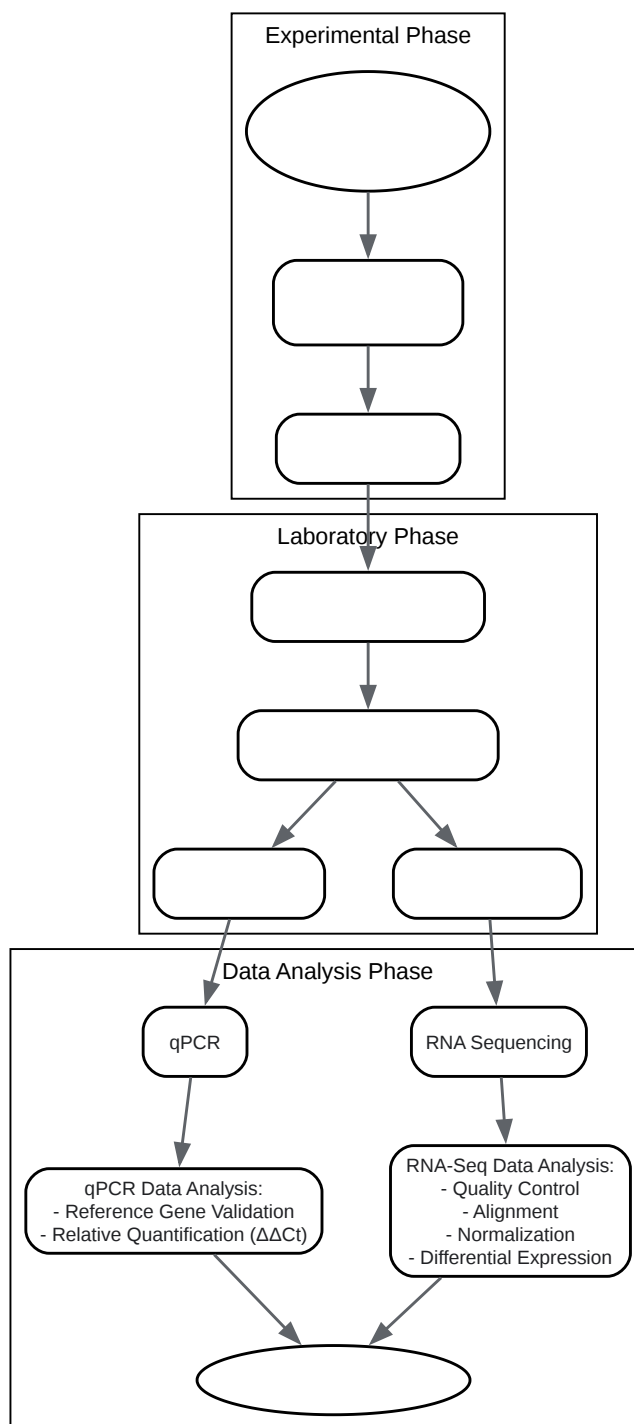 Experimental Phase
Laboratory Phase
Data Analysis Phase
qPCR
RNA Sequencing
qPCR Data Analysis:
- Reference Gene Validation
- Relative Quantification (ΔΔCt)
RNA-Seq Data Analysis:
- Quality Control
- Alignment
- Normalization
- Differential Expression